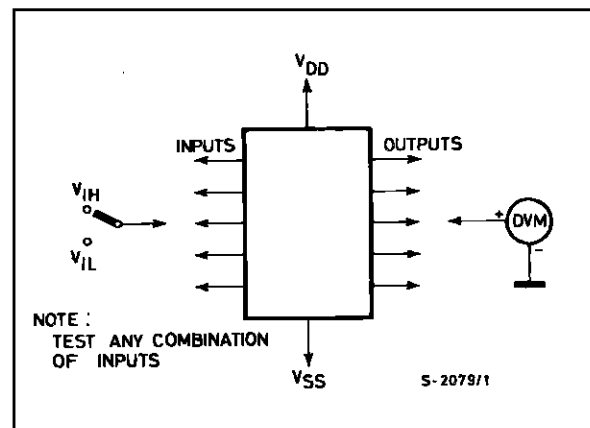 VDD
INPUTS
OUTPUTS
VIH
VIL
+
DVM
-
NOTE :
TEST ANY COMBINATION
OF INPUTS
VSS
S-2079/1